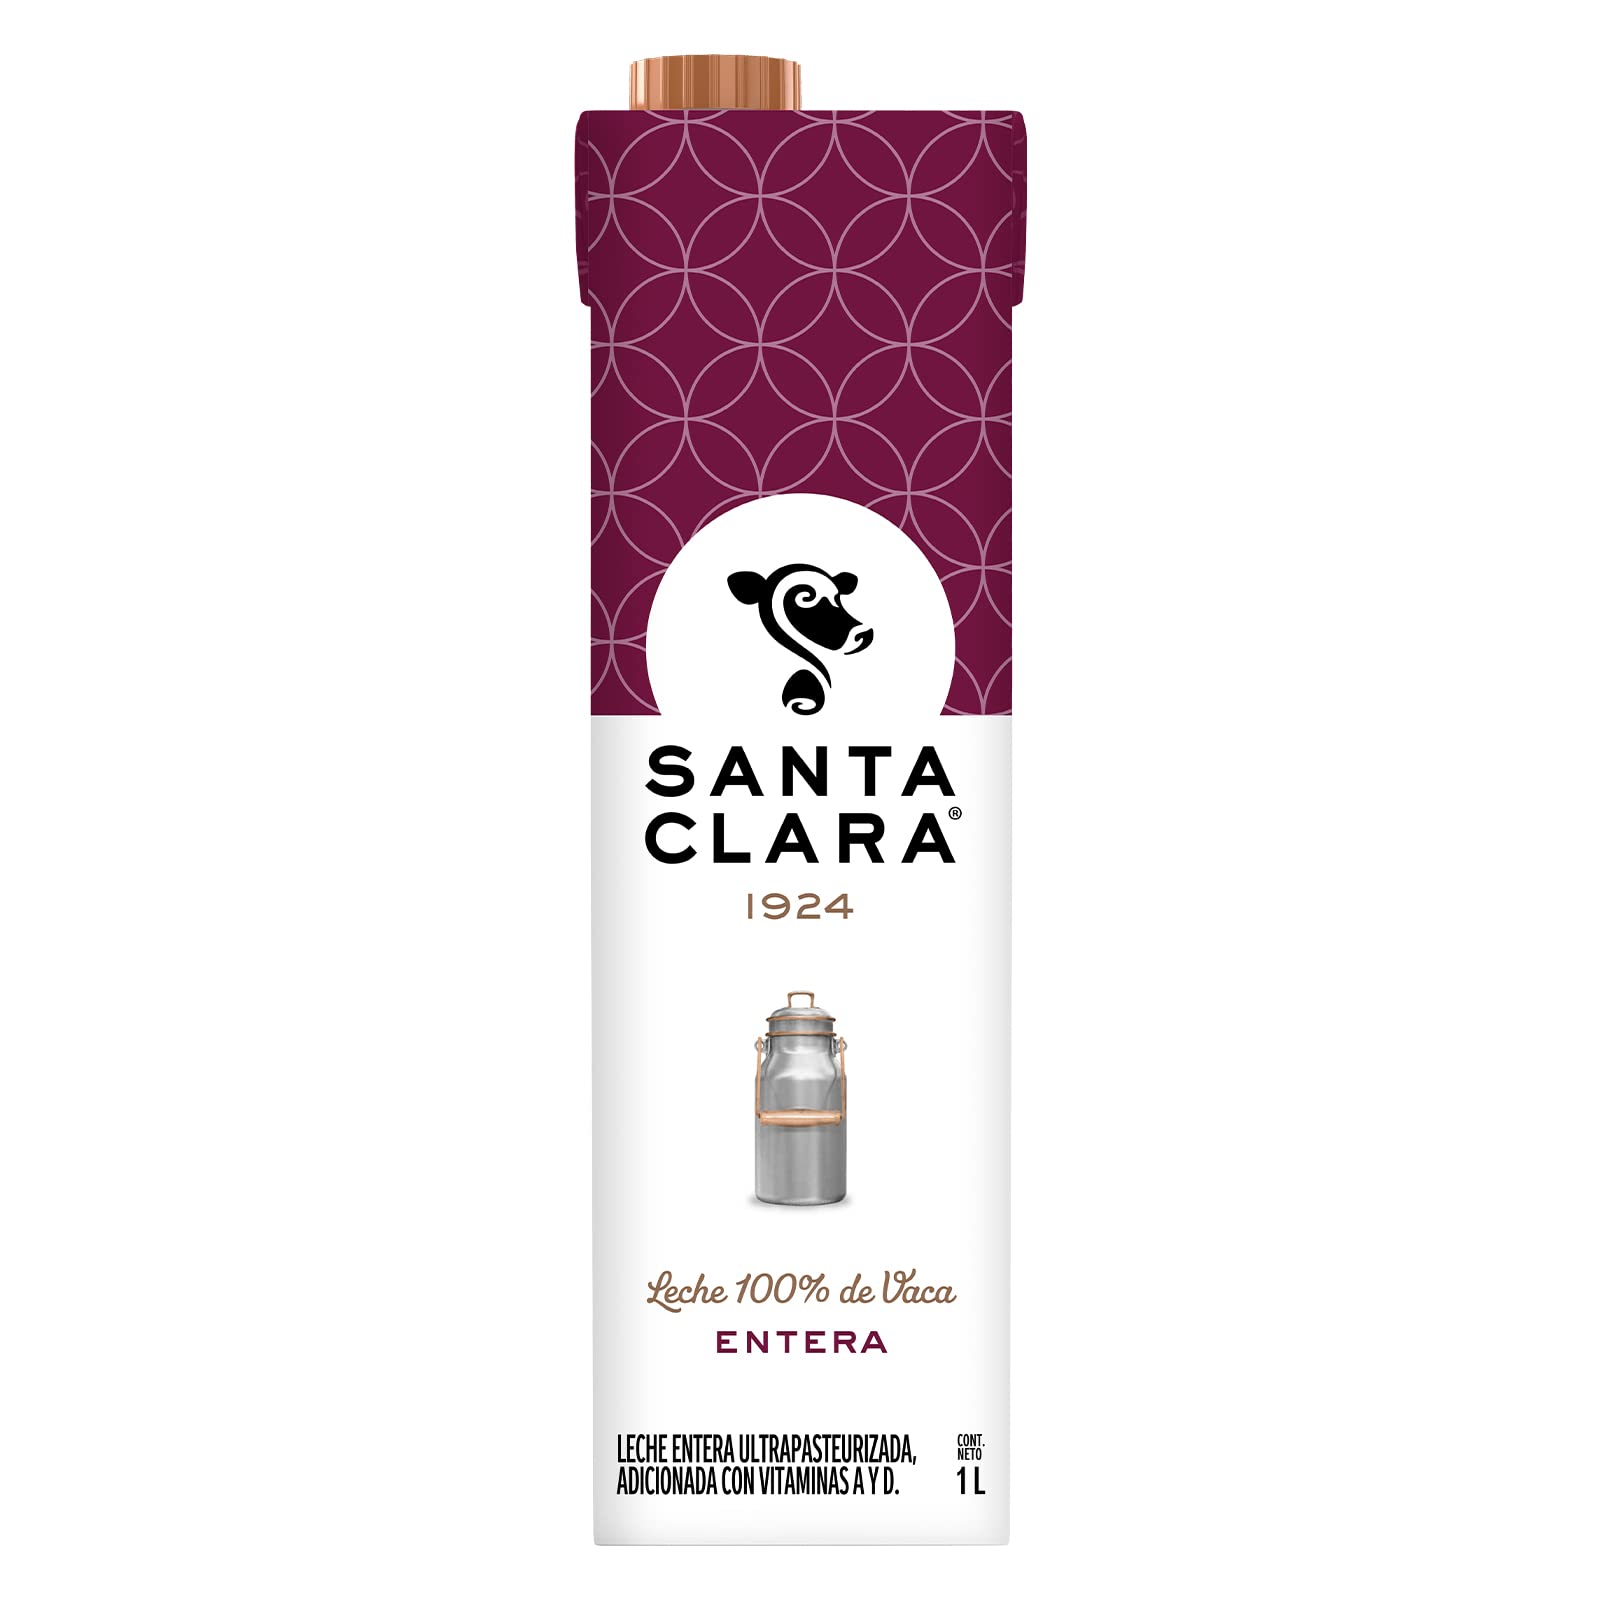 SANTA
CLARA®
1924
Leche 100% de Vaca
ENTERA
LECHE ENTERA ULTRAPASTEURIZADA,
ADICIONADA CON VITAMINAS A Y D.
CONT.
NETO
1 L